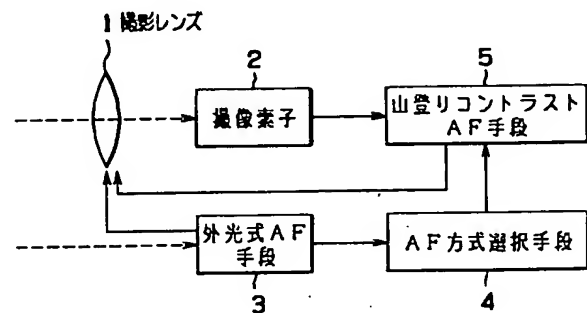 1 撮影レンズ
2
撮像素子
5
山登りコントラスト
AF手段
外光式AF
手段
3
AF方式選択手段
4